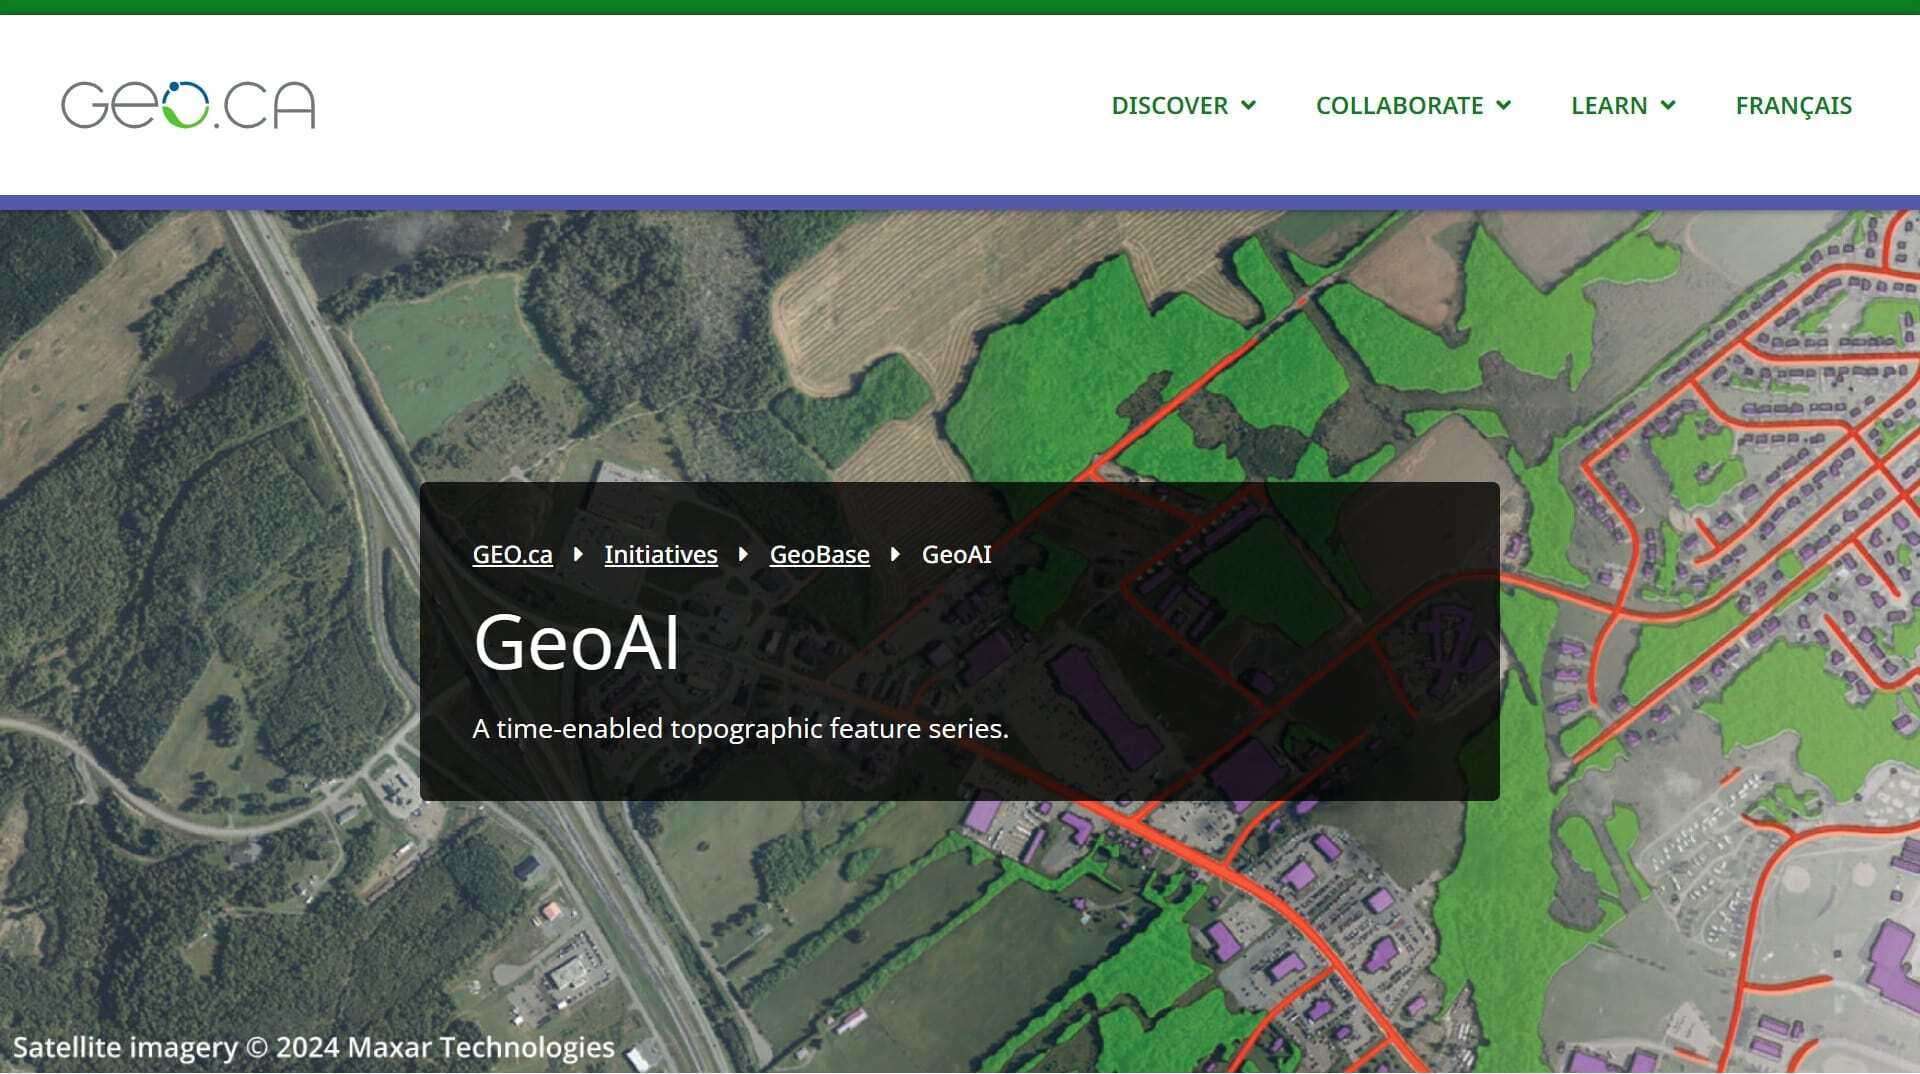 GEO.CA
DISCOVER COLLABORATE LEARN FRANÇAIS
GEO.ca Initiatives GeoBase GeoAI
GeoAI
A time-enabled topographic feature series.
Satellite imagery © 2024 Maxar Technologies